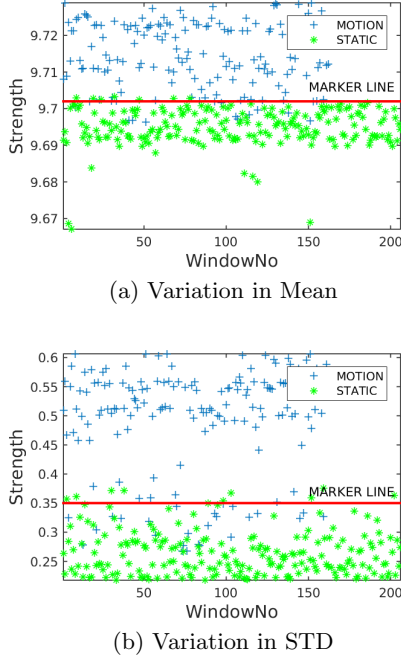 9.72
9.71
9.7
9.69
9.68
9.67
Strength
MOTION
STATIC
MARKER LINE
50
100
150
200
WindowNo
(a) Variation in Mean
0.6
0.55
0.5
0.45
0.4
0.35
0.3
0.25
Strength
MOTION
STATIC
MARKER LINE
50
100
150
200
WindowNo
(b) Variation in STD